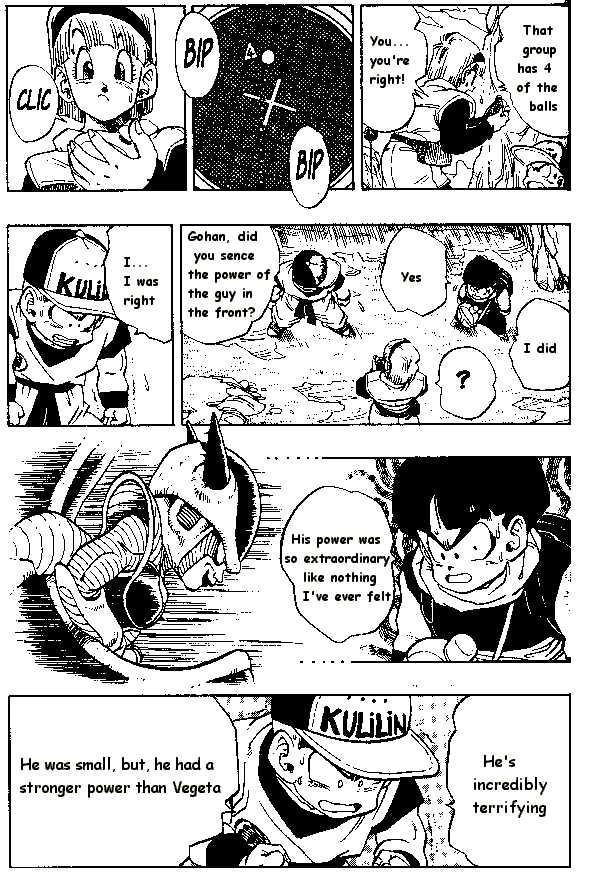 CLIC
BIP
4
BIP
You...
you're
right!
That
group
has 4
of the
balls
I...
I was
right
KULILIN
Gohan, did
you sence
the power of
the guy in
the front?
Yes
I did
?
His power was
so extraordinary
like nothing
I've ever felt
He was small, but, he had a
stronger power than Vegeta
KULILIN
He's
incredibly
terrifying